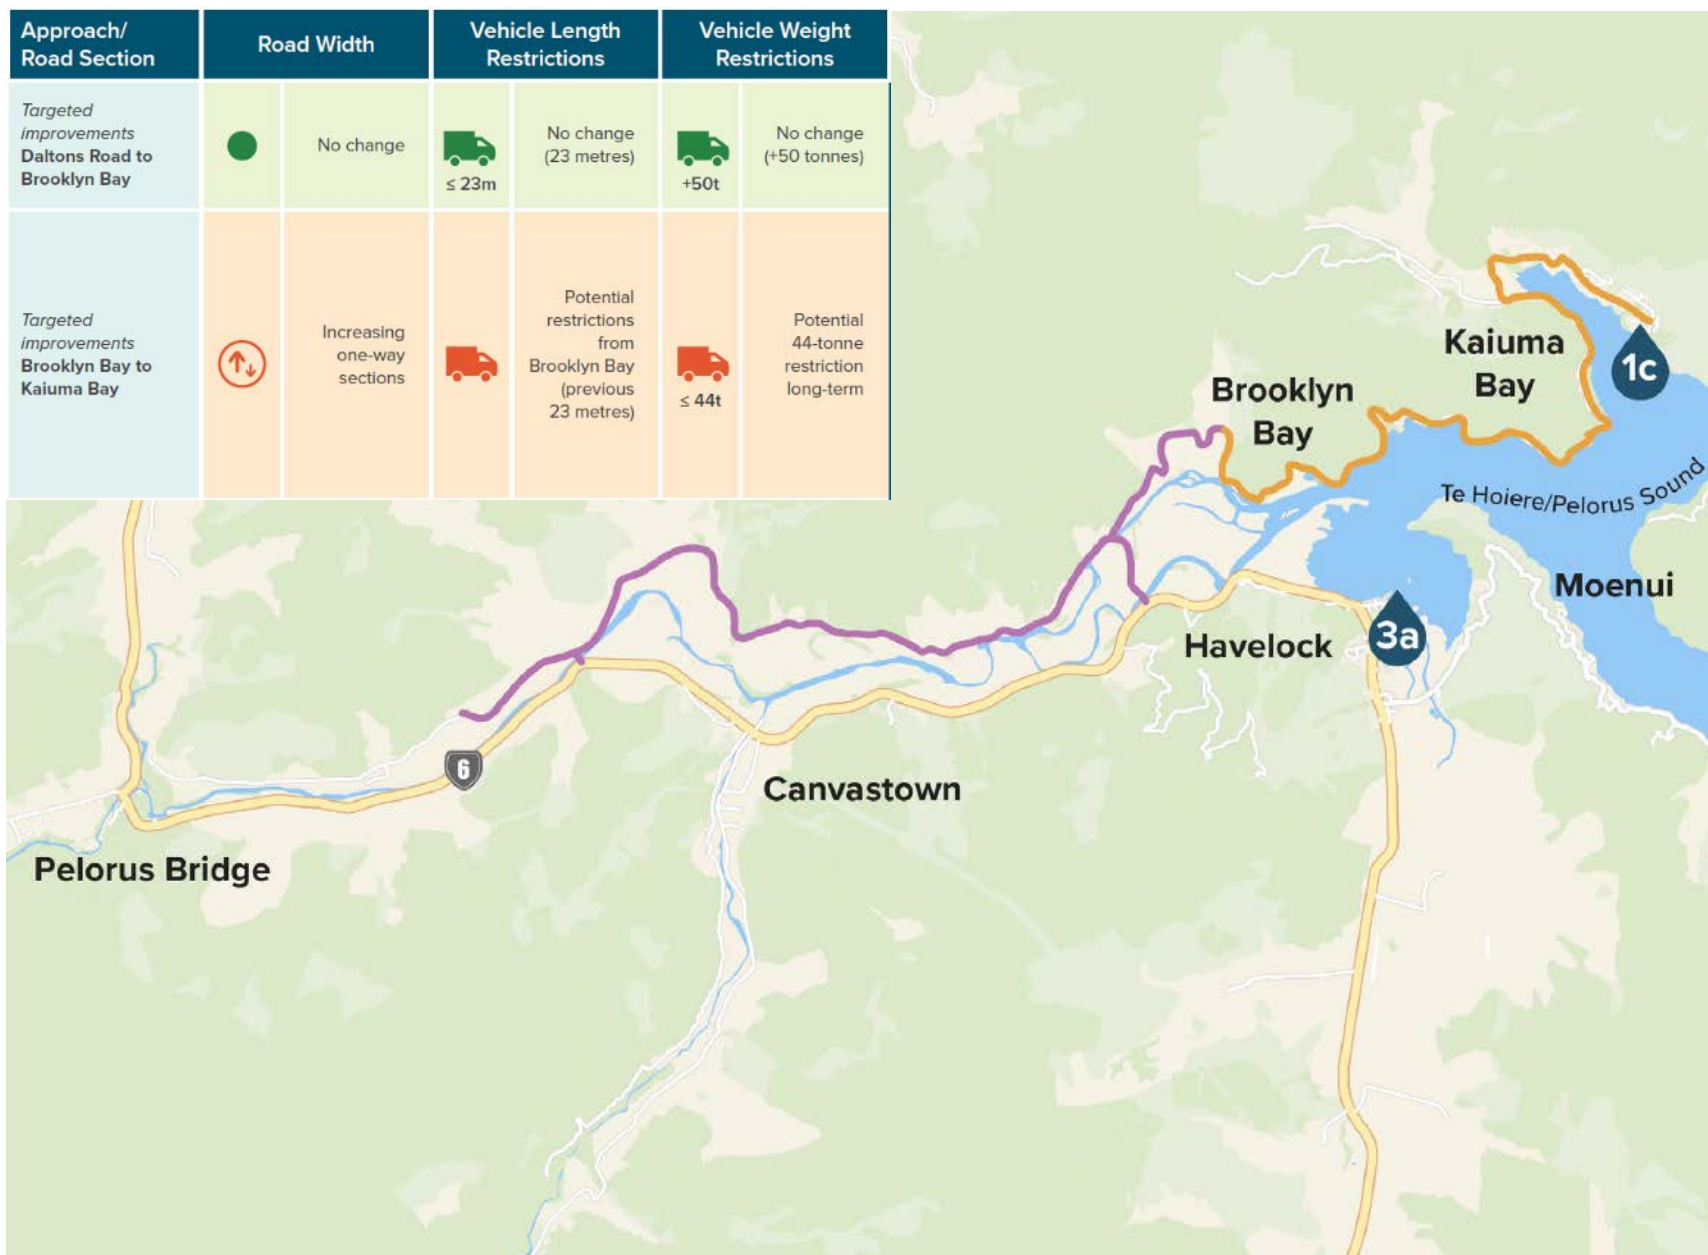 Approach/
Road Section
Road Width
Vehicle Length
Restrictions
Vehicle Weight
Restrictions
Targeted
improvements
Daltons Road to
Brooklyn Bay
No change
≤ 23m
No change
(23 metres)
+50t
No change
(+50 tonnes)
Targeted
improvements
Brooklyn Bay to
Kaiuma Bay
Increasing
one-way
sections
Potential
restrictions
from
Brooklyn Bay
(previous
23 metres)
≤ 44t
Potential
44-tonne
restriction
long-term
Kaiuma
Bay
1c
Brooklyn
Bay
Te Hoiere/Pelorus Sound
Moenui
3a
Havelock
6
Canvastown
Pelorus Bridge